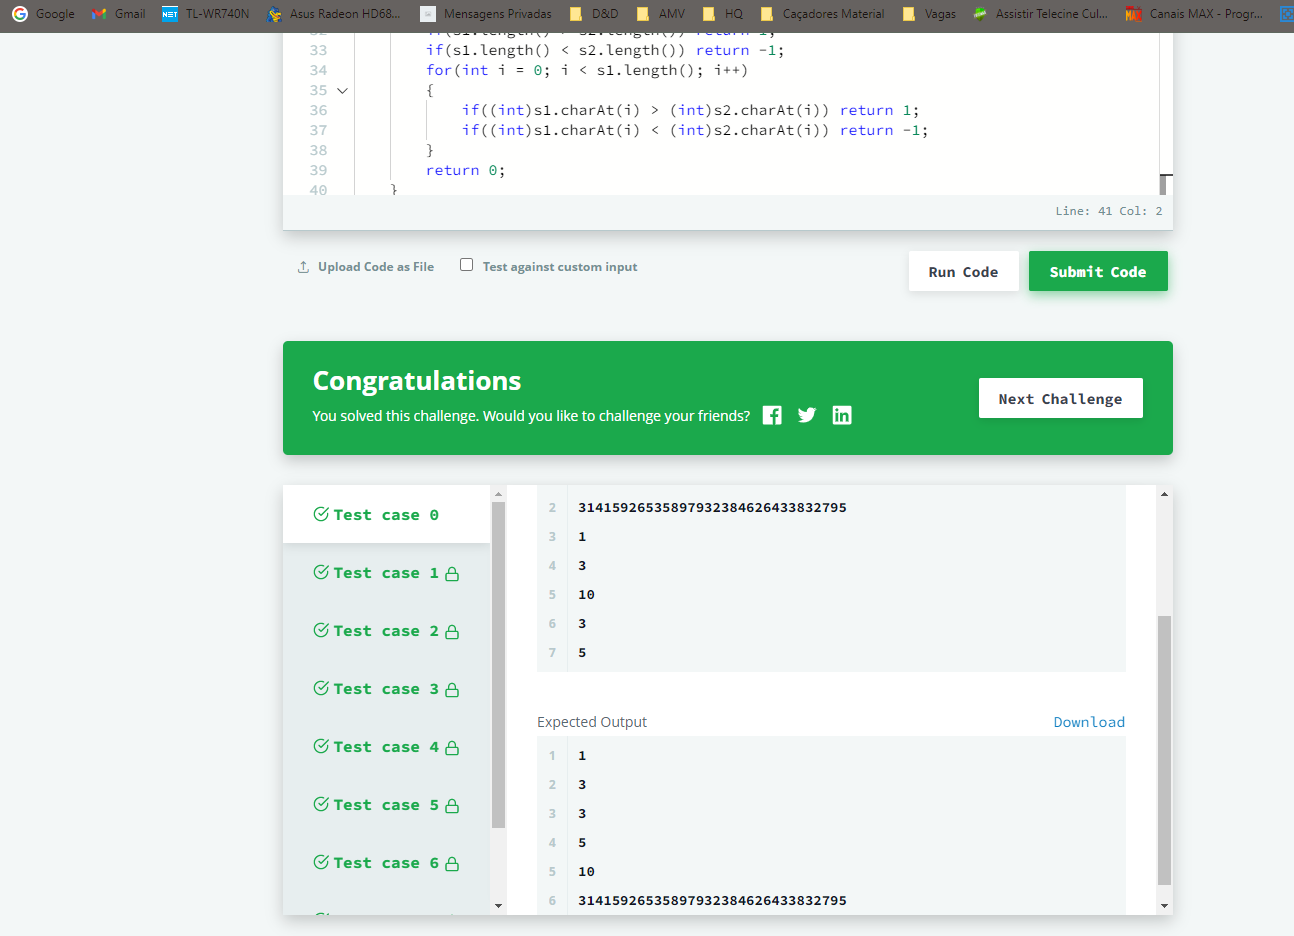 Google Gmail NET TL-WR740N Asus Radeon HD68... Mensagens Privadas D&D AMV HQ Caçadores Material Vagas Assistir Telecine Cul... MAX Canais MAX - Progr...
33 if(s1.length() < s2.length()) return -1;
34 for(int i = 0; i < s1.length(); i++)
35 {
36 if((int)s1.charAt(i) > (int)s2.charAt(i)) return 1;
37 if((int)s1.charAt(i) < (int)s2.charAt(i)) return -1;
38 }
39 return 0;
40 }
Line: 41 Col: 2
Upload Code as File Test against custom input Run Code Submit Code
Congratulations
You solved this challenge. Would you like to challenge your friends?
Next Challenge
Test case 0
Test case 1
Test case 2
Test case 3
Test case 4
Test case 5
Test case 6
2 31415926535897932384626433832795
3 1
4 3
5 10
6 3
7 5
Expected Output Download
1 1
2 3
3 3
4 5
5 10
6 31415926535897932384626433832795